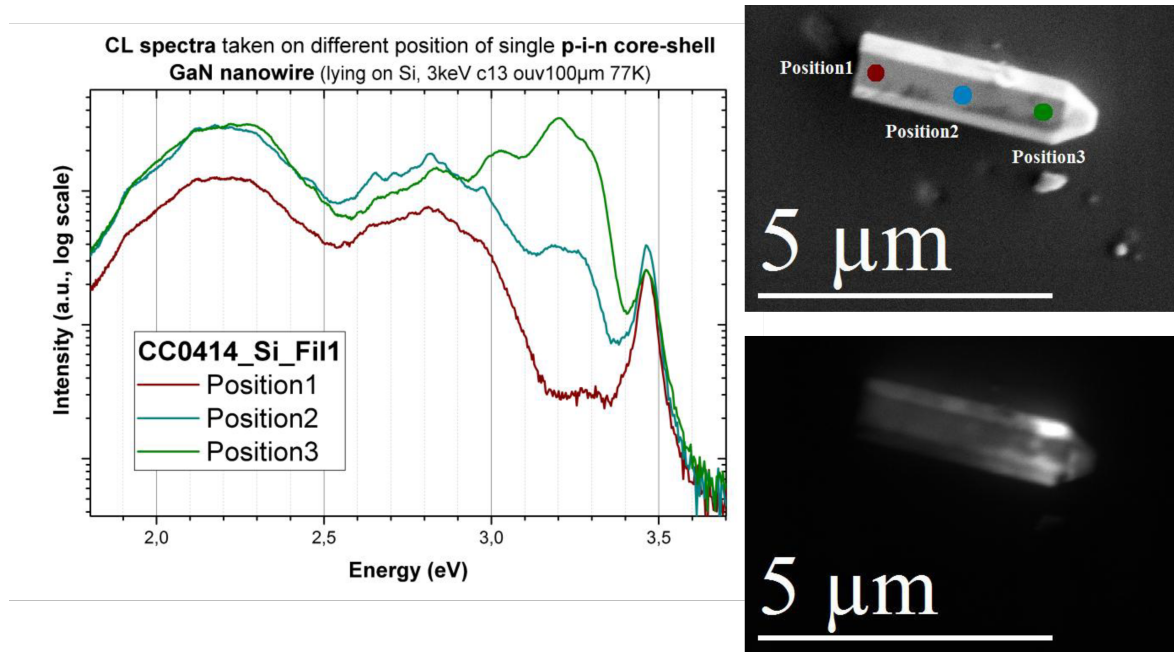 CL spectra taken on different position of single p-i-n core-shell
GaN nanowire (lying on Si, 3keV c13 ouv100μm 77K)
Intensity (a.u., log scale)
CC0414_Si_Fil1
Position1
Position2
Position3
2,0 2,5 3,0 3,5
Energy (eV)
Position1
Position2
Position3
5 μm
5 μm